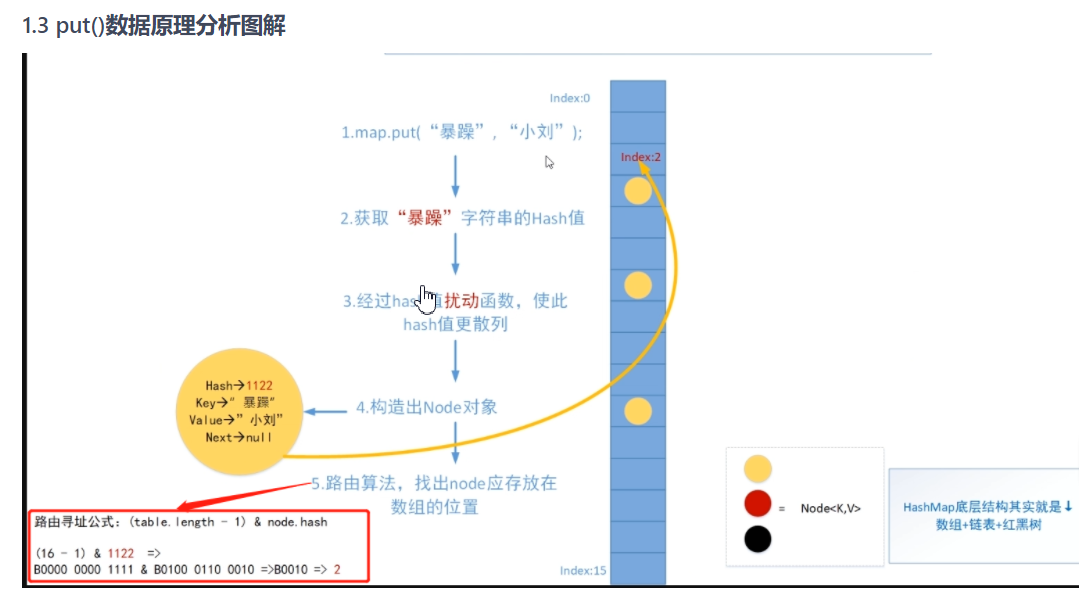 1.3 put()数据原理分析图解
Index:0
1.map.put( “暴躁” , “小刘” );
Index:2
2.获取“暴躁”字符串的Hash值
3.经过hash值扰动函数，使此
hash值更散列
Hash→1122
Key→” 暴躁”
Value→” 小刘”
Next→null
4.构造出Node对象
5.路由算法，找出node应存放在
数组的位置
路由寻址公式: (table.length - 1) & node.hash
(16 - 1) & 1122 =>
B0000 0000 1111 & B0100 0110 0010 =>B0010 => 2
Index:15
= Node<K,V>
HashMap底层结构其实就是↓
数组+链表+红黑树